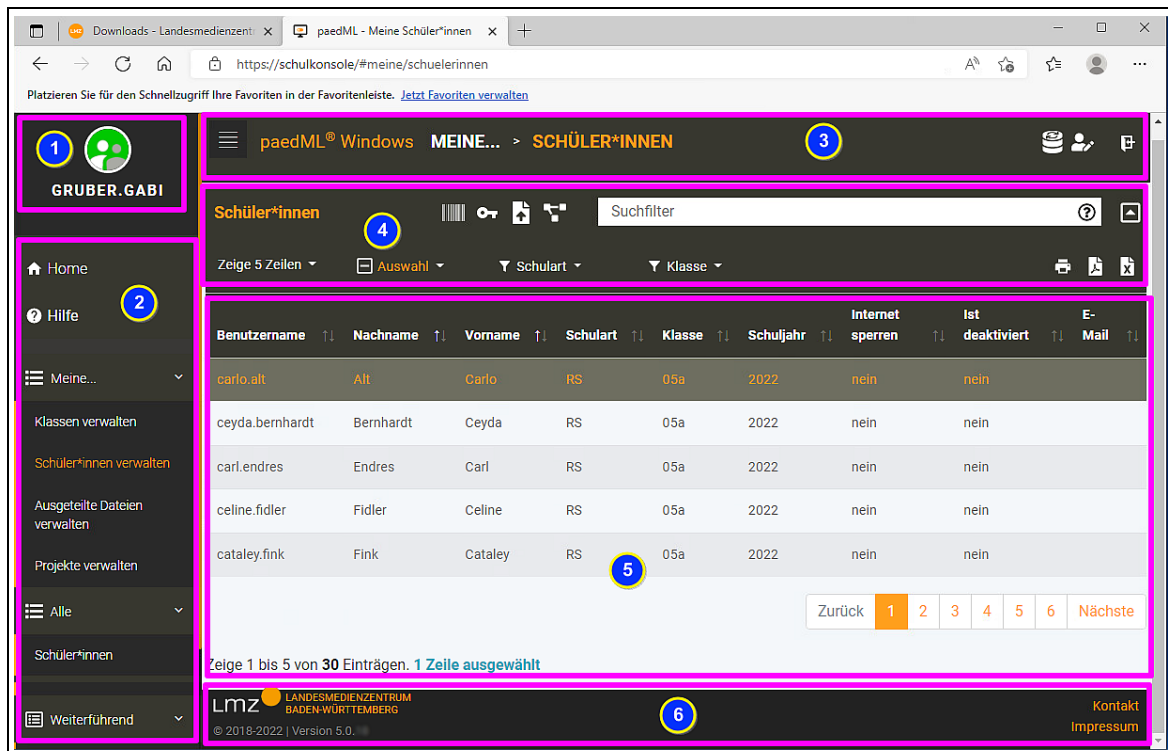 Downloads - Landesmedienzent
paedML - Meine Schüler*innen
https://schulkonsole/#meine/schuelerinnen
Platzieren Sie für den Schnellzugriff Ihre Favoriten in der Favoritenleiste. Jetzt Favoriten verwalten
1
GRUBER.GABI
paedML® Windows MEINE... > SCHÜLER*INNEN
3
Schüler*innen
Suchfilter
4
Zeige 5 Zeilen Auswahl Schulart Klasse
2
Home
Hilfe
Meine...
Klassen verwalten
Schüler*innen verwalten
Ausgeteilte Dateien
verwalten
Projekte verwalten
Alle
Schüler*innen
Weiterführend
Benutzername Nachname Vorname Schulart Klasse Schuljahr Internet sperren Ist deaktiviert E-Mail
carlo.alt Alt Carlo RS 05a 2022 nein nein
ceyda.bernhardt Bernhardt Ceyda RS 05a 2022 nein nein
carl.endres Endres Carl RS 05a 2022 nein nein
celine.fidler Fidler Celine RS 05a 2022 nein nein
cataley.fink Fink Cataley RS 05a 2022 nein nein
5
Zurück 1 2 3 4 5 6 Nächste
Zeige 1 bis 5 von 30 Einträgen. 1 Zeile ausgewählt
LMZ LANDESMEDIENZENTRUM
BADEN-WÜRTTEMBERG
© 2018-2022 | Version 5.0.
6
Kontakt
Impressum